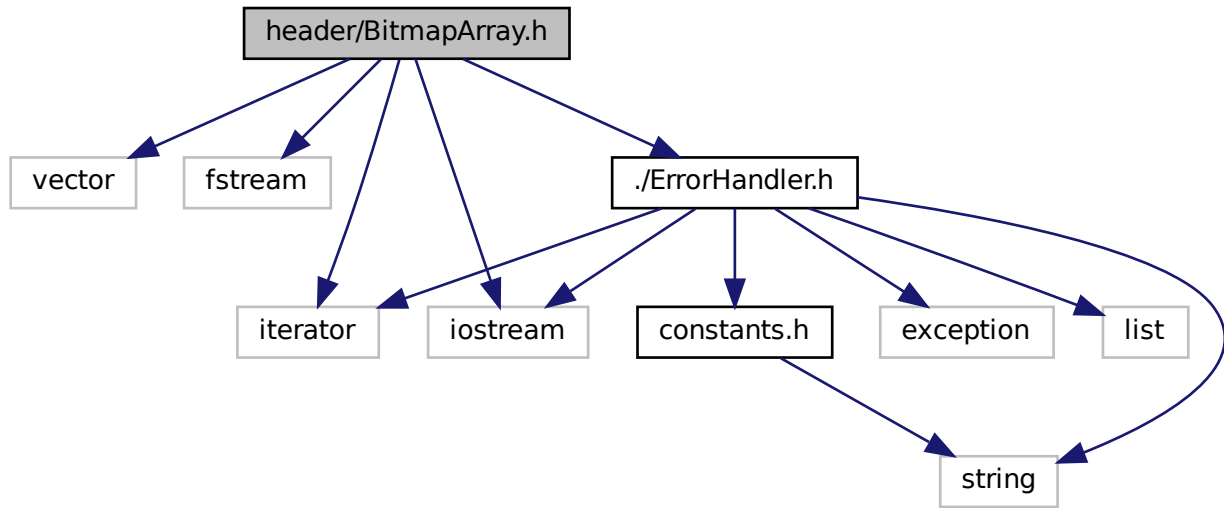 header/BitmapArray.h
vector
fstream
./ErrorHandler.h
iterator
iostream
constants.h
exception
list
string